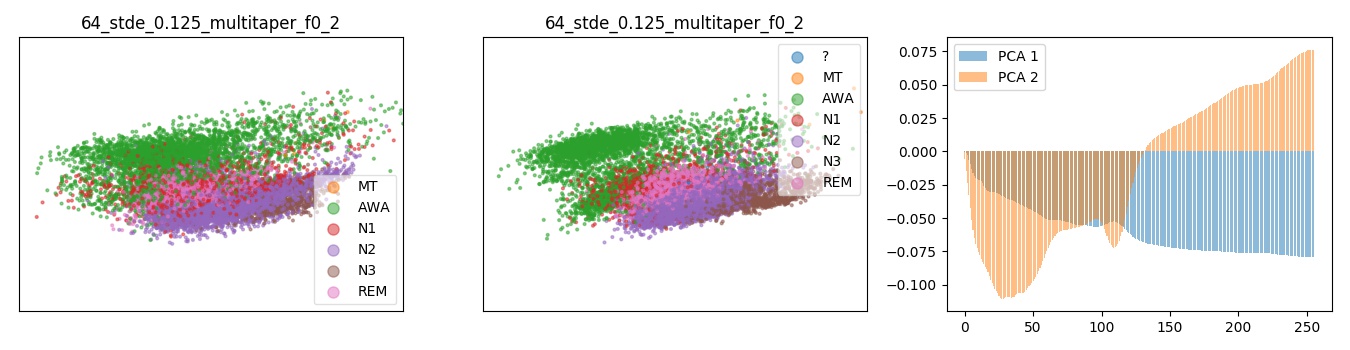 64_stde_0.125_multitaper_f0_2
MT
AWA
N1
N2
N3
REM
64_stde_0.125_multitaper_f0_2
?
MT
AWA
N1
N2
N3
REM
PCA 1
PCA 2
0.075
0.050
0.025
0.000
−0.025
−0.050
−0.075
−0.100
0 50 100 150 200 250